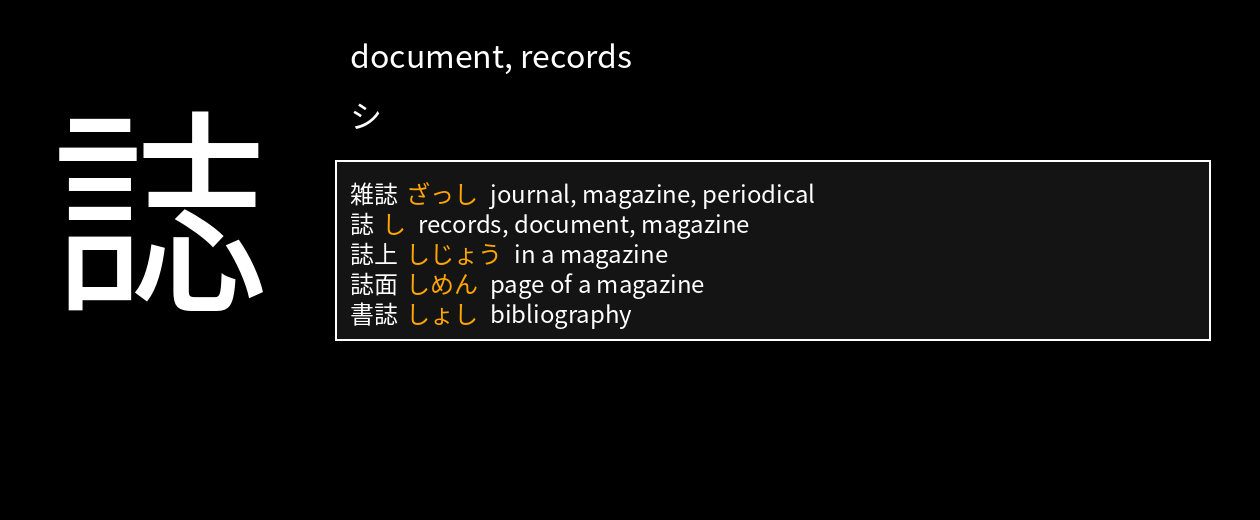 誌
document, records
シ
雑誌 ざっし journal, magazine, periodical
誌 し records, document, magazine
誌上 しじょう in a magazine
誌面 しめん page of a magazine
書誌 しょし bibliography